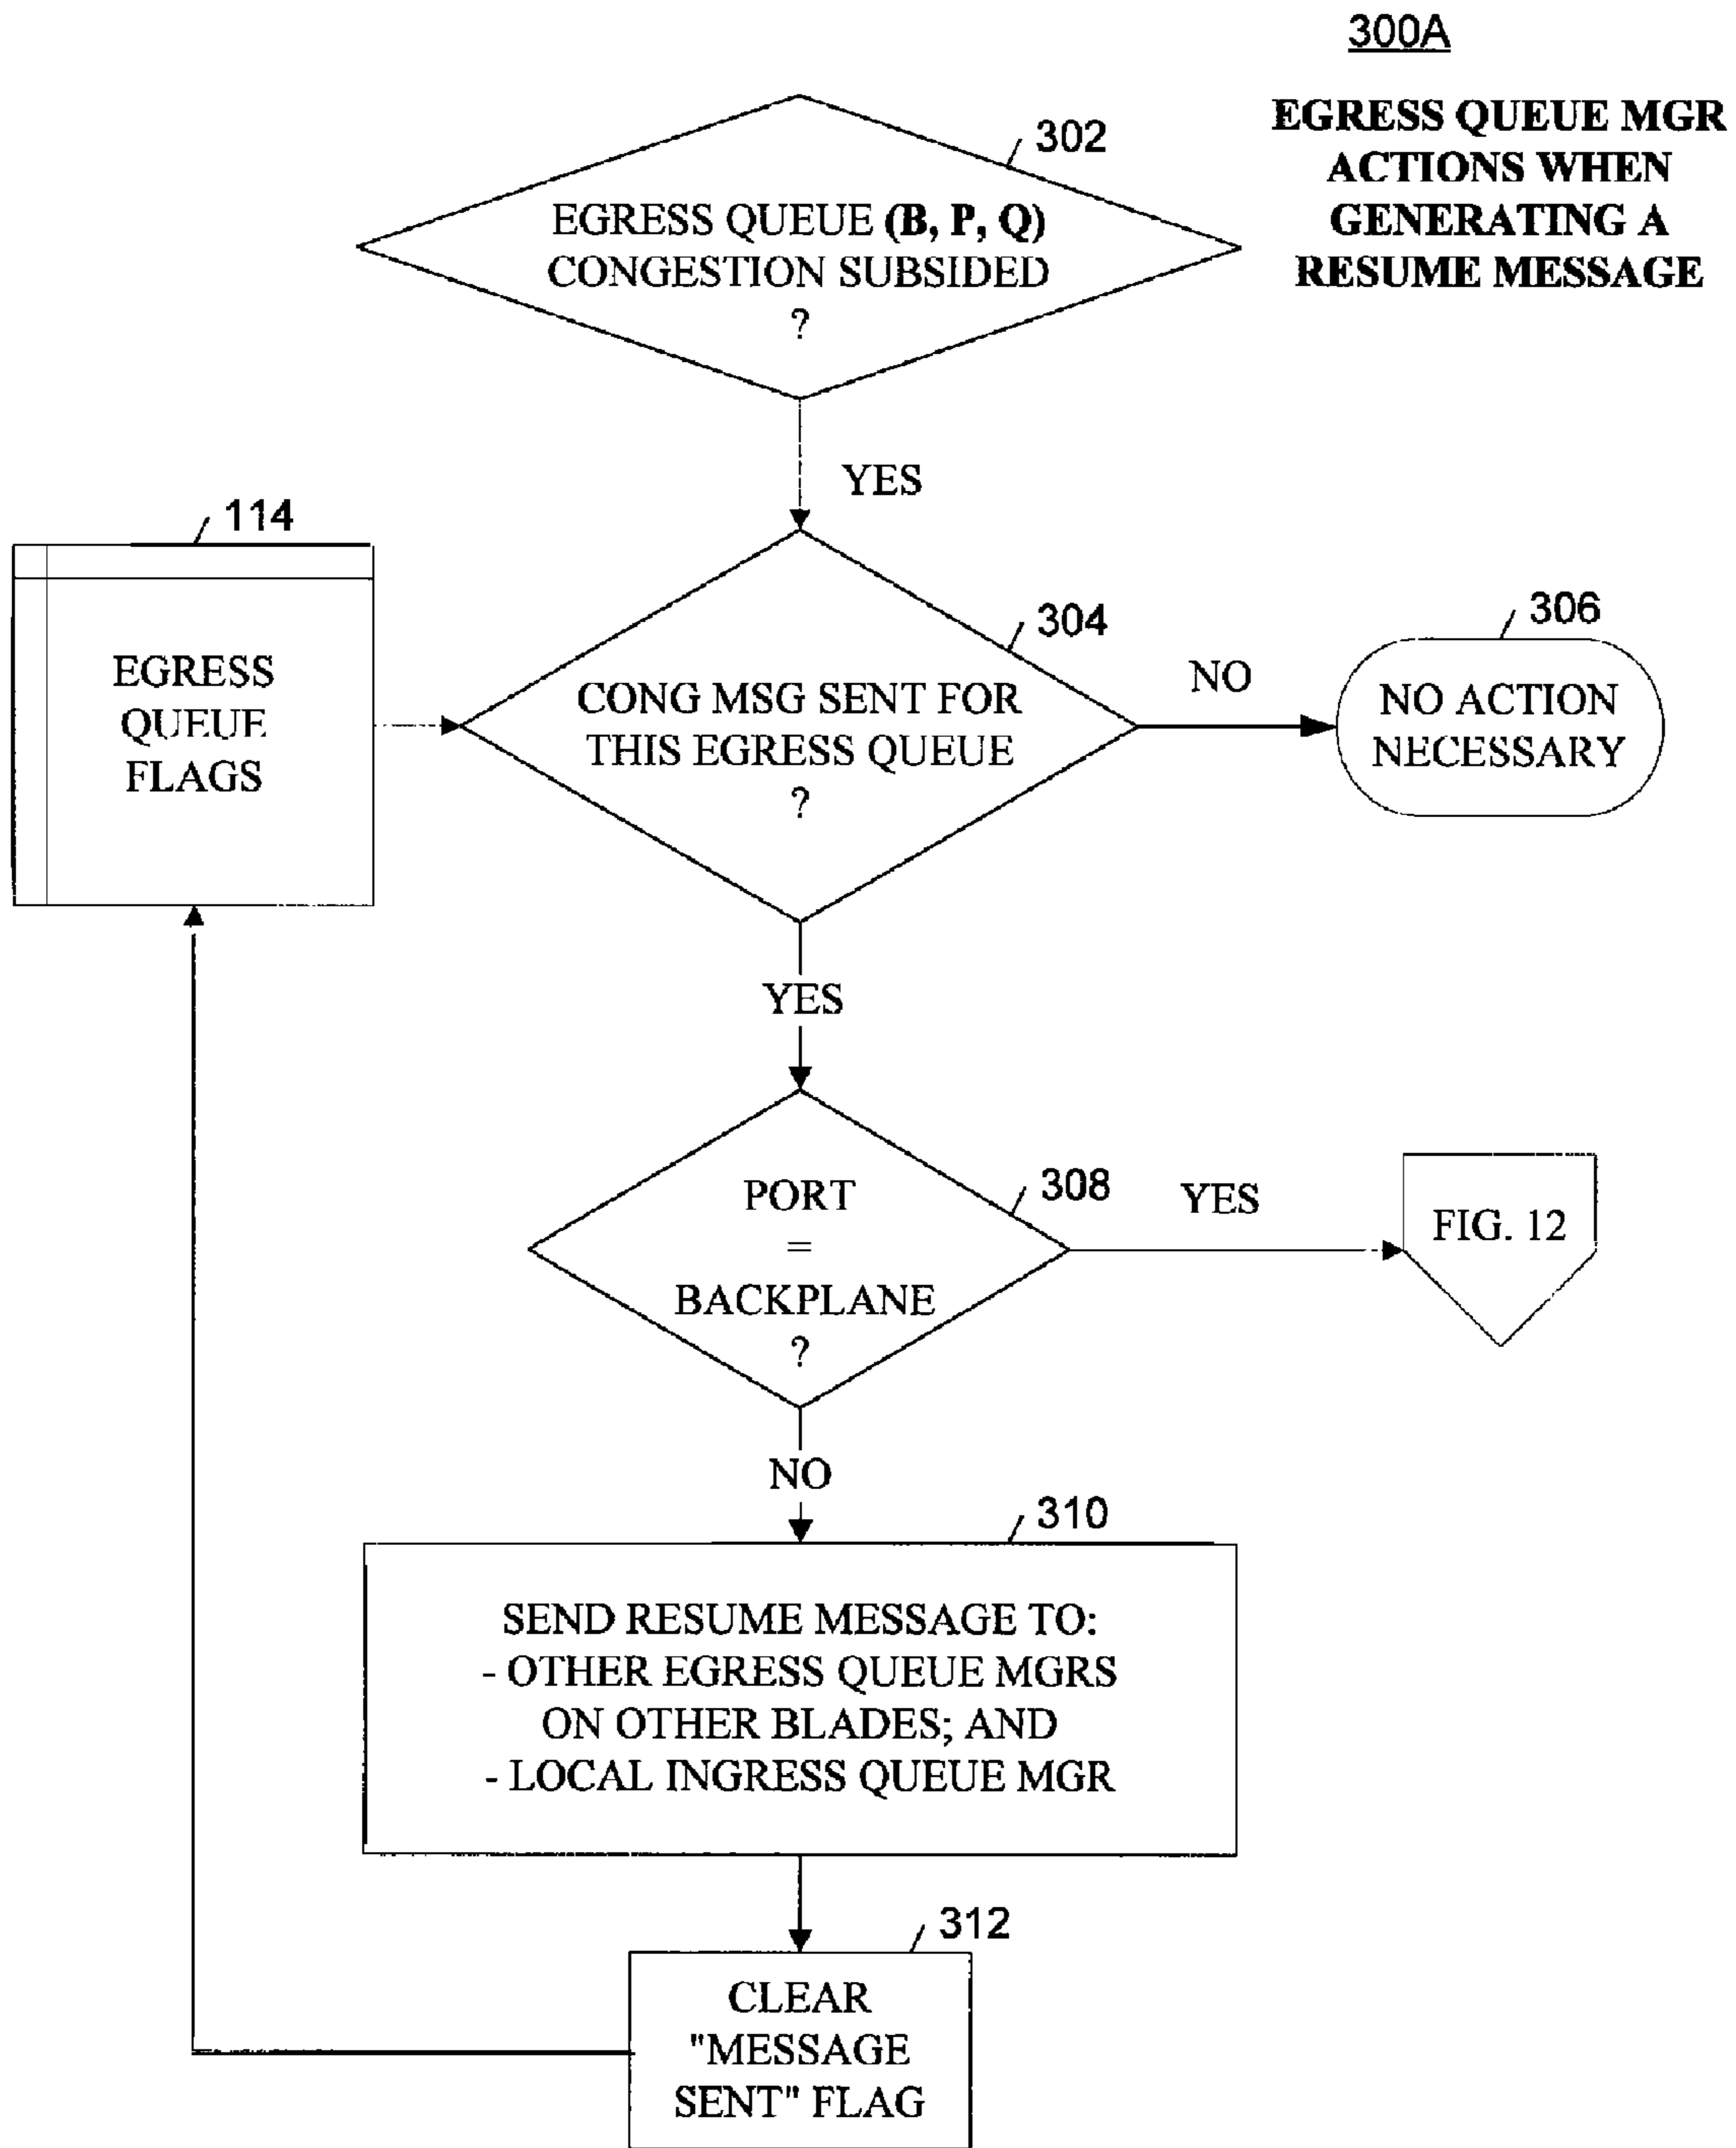 300A
EGRESS QUEUE MGR
ACTIONS WHEN
GENERATING A
RESUME MESSAGE
302
EGRESS QUEUE (B, P, Q)
CONGESTION SUBSIDED
?
YES
114
EGRESS
QUEUE
FLAGS
304
CONG MSG SENT FOR
THIS EGRESS QUEUE
?
NO
306
NO ACTION
NECESSARY
YES
308
PORT
=
BACKPLANE
?
YES
FIG. 12
NO
310
SEND RESUME MESSAGE TO:
- OTHER EGRESS QUEUE MGRS
ON OTHER BLADES; AND
- LOCAL INGRESS QUEUE MGR
312
CLEAR
"MESSAGE
SENT" FLAG